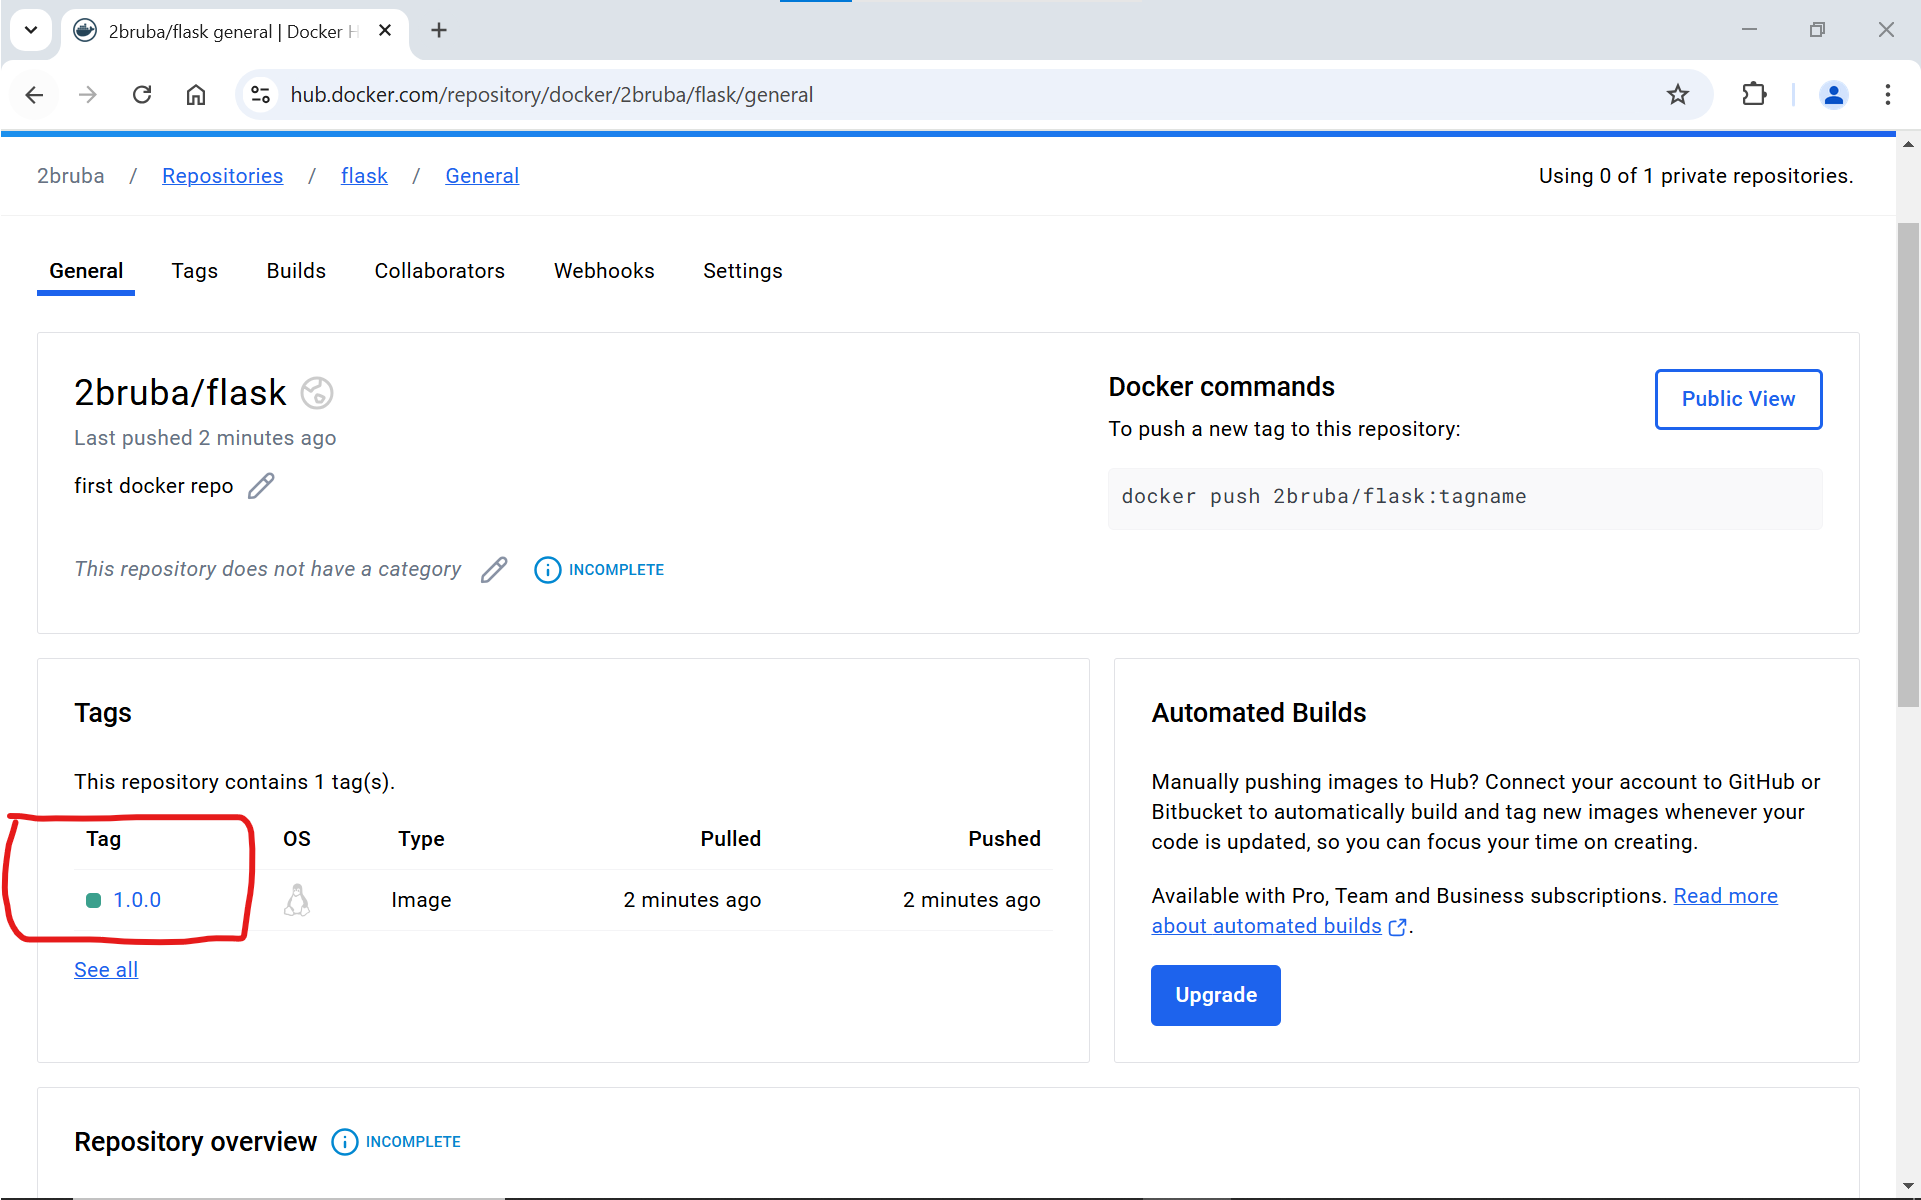 2bruba/flask general | Docker H
hub.docker.com/repository/docker/2bruba/flask/general
2bruba / Repositories / flask / General
Using 0 of 1 private repositories.
General Tags Builds Collaborators Webhooks Settings
2bruba/flask
Last pushed 2 minutes ago
first docker repo
This repository does not have a category INCOMPLETE
Docker commands
Public View
To push a new tag to this repository:
docker push 2bruba/flask:tagname
Tags
This repository contains 1 tag(s).
Tag OS Type Pulled Pushed
1.0.0 Image 2 minutes ago 2 minutes ago
See all
Automated Builds
Manually pushing images to Hub? Connect your account to GitHub or
Bitbucket to automatically build and tag new images whenever your
code is updated, so you can focus your time on creating.
Available with Pro, Team and Business subscriptions. Read more
about automated builds .
Upgrade
Repository overview INCOMPLETE